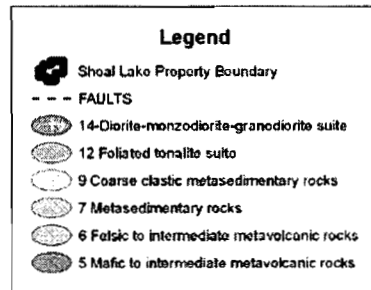 Legend
Shoal Lake Property Boundary
FAULTS
14-Diorite-monzodiorite-granodiorite suite
12 Foliated tonalite suite
9 Coarse clastic metasedimentary rocks
7 Metasedimentary rocks
6 Felsic to intermediate metavolcanic rocks
5 Mafic to intermediate metavolcanic rocks